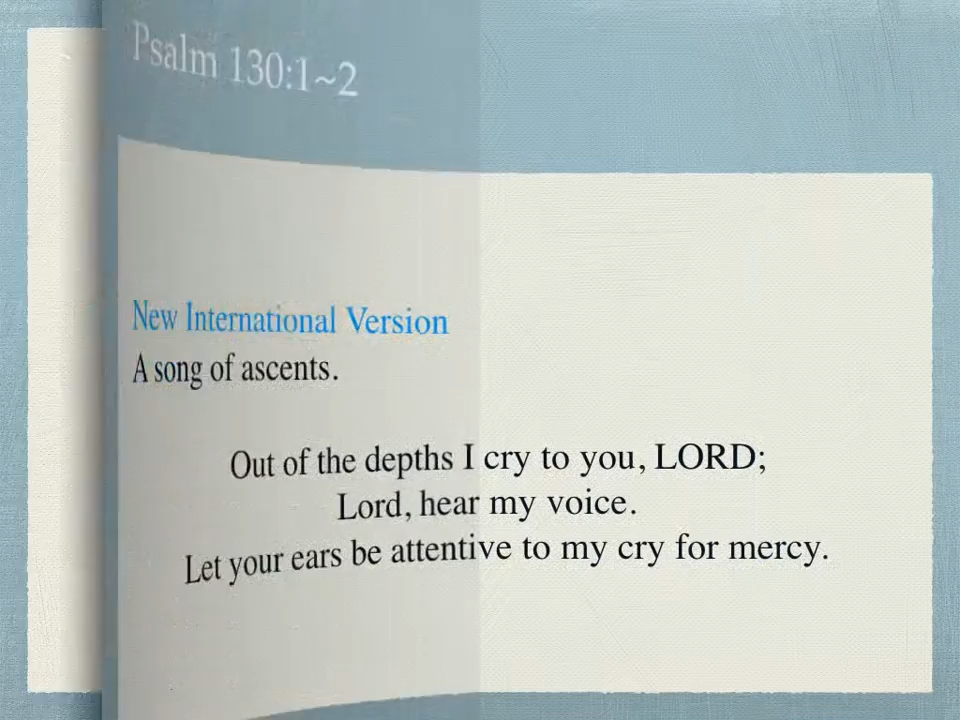 Psalm 130:1~2
New International Version
A song of ascents.
Out of the depths I cry to you, LORD;
Lord, hear my voice.
Let your ears be attentive to my cry for mercy.